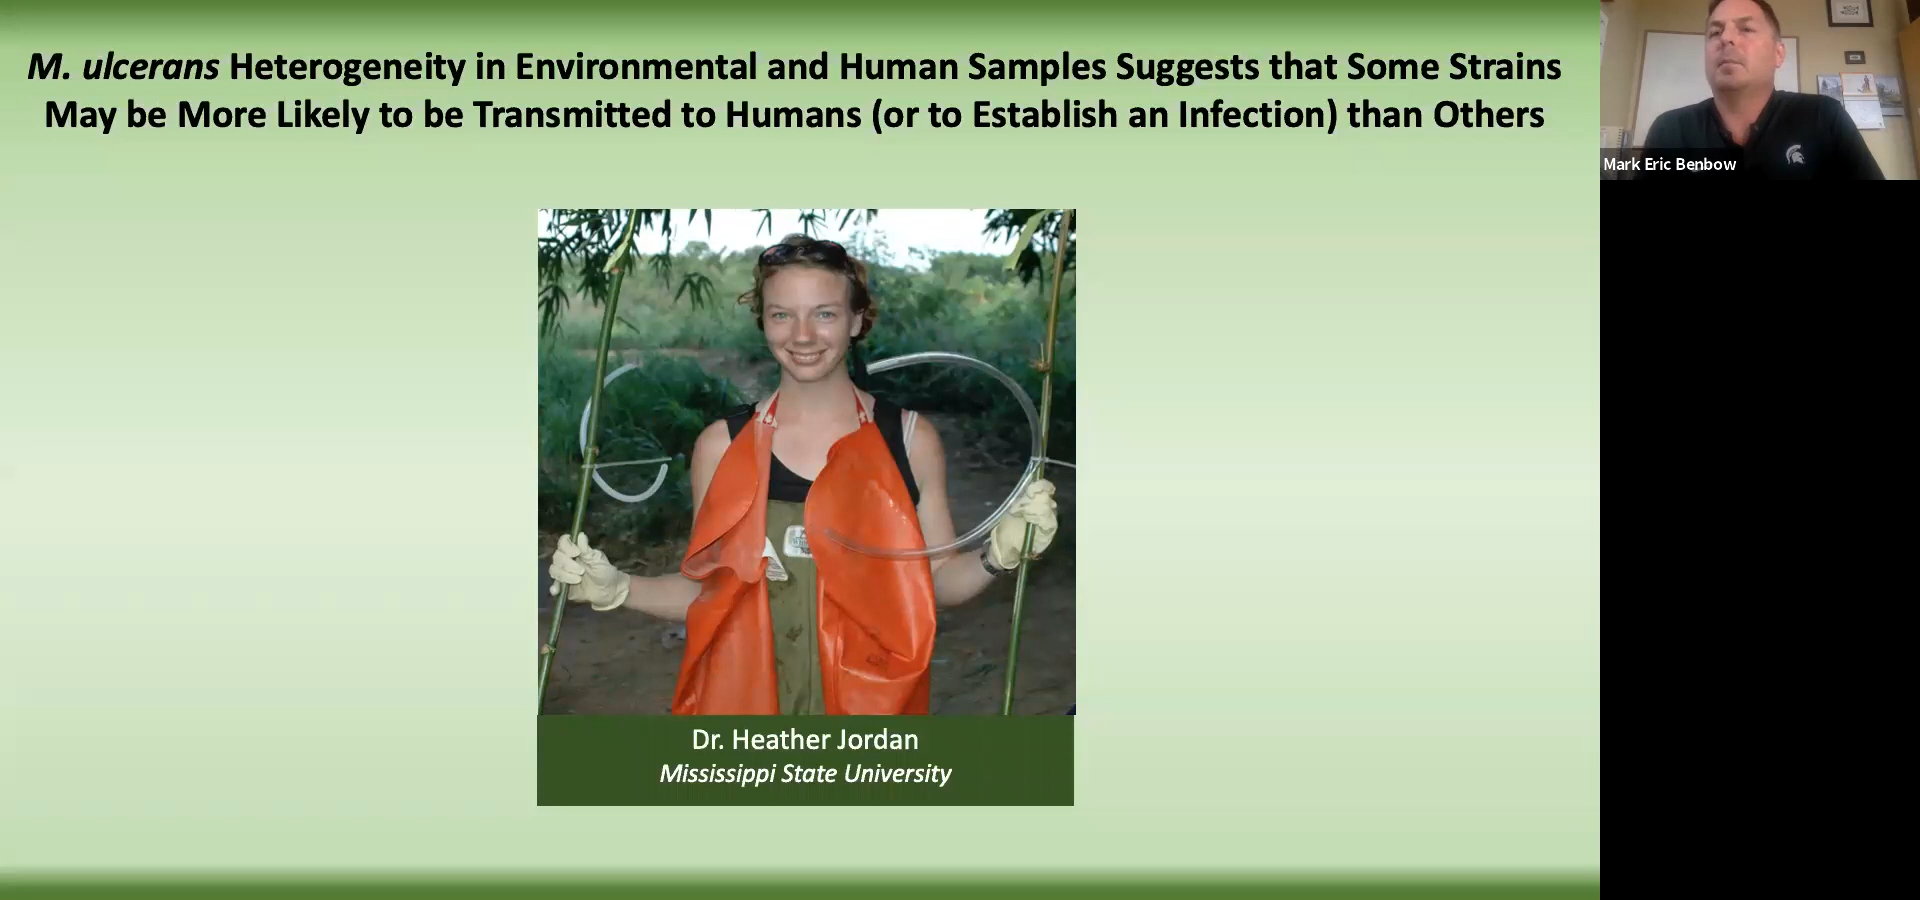 M. ulcerans Heterogeneity in Environmental and Human Samples Suggests that Some Strains
May be More Likely to be Transmitted to Humans (or to Establish an Infection) than Others
Mark Eric Benbow
Dr. Heather Jordan
Mississippi State University